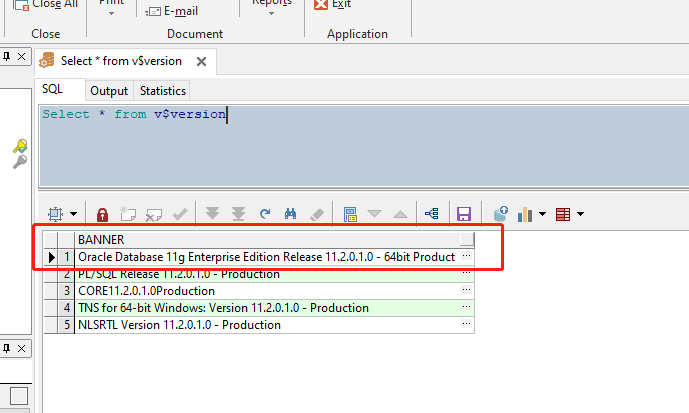 Close All
Print
E-mail
Reports
Exit
Close
Document
Application
Select * from v$version
SQL
Output
Statistics
Select * from v$version
BANNER
1 Oracle Database 11g Enterprise Edition Release 11.2.0.1.0 - 64bit Product ...
2 PL/SQL Release 11.2.0.1.0 - Production ...
3 CORE11.2.0.1.0Production ...
4 TNS for 64-bit Windows: Version 11.2.0.1.0 - Production ...
5 NLSRTL Version 11.2.0.1.0 - Production ...